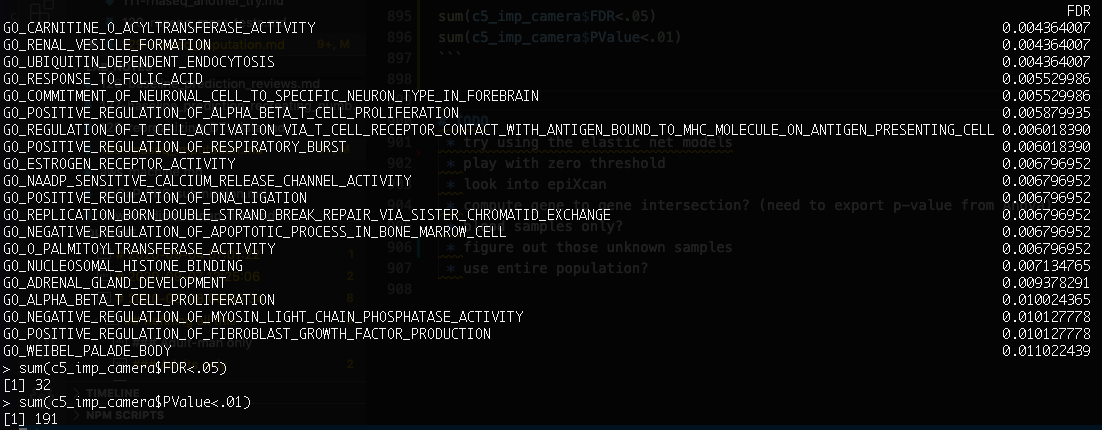 FDR
GO_CARNITINE_O_ACYLTRANSFERASE_ACTIVITY 0.004364007
GO_RENAL_VESICLE_FORMATION 0.004364007
GO_UBIQUITIN_DEPENDENT_ENDOCYTOSIS 0.004364007
GO_RESPONSE_TO_FOLIC_ACID 0.005529986
GO_COMMITMENT_OF_NEURONAL_CELL_TO_SPECIFIC_NEURON_TYPE_IN_FOREBRAIN 0.005529986
GO_POSITIVE_REGULATION_OF_ALPHA_BETA_T_CELL_PROLIFERATION 0.005879935
GO_REGULATION_OF_T_CELL_ACTIVATION_VIA_T_CELL_RECEPTOR_CONTACT_WITH_ANTIGEN_BOUND_TO_MHC_MOLECULE_ON_ANTIGEN_PRESENTING_CELL 0.006018390
GO_POSITIVE_REGULATION_OF_RESPIRATORY_BURST 0.006018390
GO_ESTROGEN_RECEPTOR_ACTIVITY 0.006796952
GO_NAADP_SENSITIVE_CALCIUM_RELEASE_CHANNEL_ACTIVITY 0.006796952
GO_POSITIVE_REGULATION_OF_DNA_LIGATION 0.006796952
GO_REPLICATION_BORN_DOUBLE_STRAND_BREAK_REPAIR_VIA_SISTER_CHROMATID_EXCHANGE 0.006796952
GO_NEGATIVE_REGULATION_OF_APOPTOTIC_PROCESS_IN_BONE_MARROW_CELL 0.006796952
GO_O_PALMITOYLTRANSFERASE_ACTIVITY 0.006796952
GO_NUCLEOSOMAL_HISTONE_BINDING 0.007134765
GO_ADRENAL_GLAND_DEVELOPMENT 0.009378291
GO_ALPHA_BETA_T_CELL_PROLIFERATION 0.010024365
GO_NEGATIVE_REGULATION_OF_MYOSIN_LIGHT_CHAIN_PHOSPHATASE_ACTIVITY 0.010127778
GO_POSITIVE_REGULATION_OF_FIBROBLAST_GROWTH_FACTOR_PRODUCTION 0.010127778
GO_WEIBEL_PALADE_BODY 0.011022439
> sum(c5_imp_camera$FDR<.05)
[1] 32
> sum(c5_imp_camera$PValue<.01)
[1] 191
895 sum(c5_imp_camera$FDR<.05)
896 sum(c5_imp_camera$PValue<.01)
897 ```
898
901 * try using the elastic net models
902 * play with zero threshold
903 * look into epiXcan
* compute gene to gene intersection? (need to export p-value from
samples only?
906 * figure out those unknown samples
907 * use entire population?
908
TIMELINE
NPM SCRIPTS